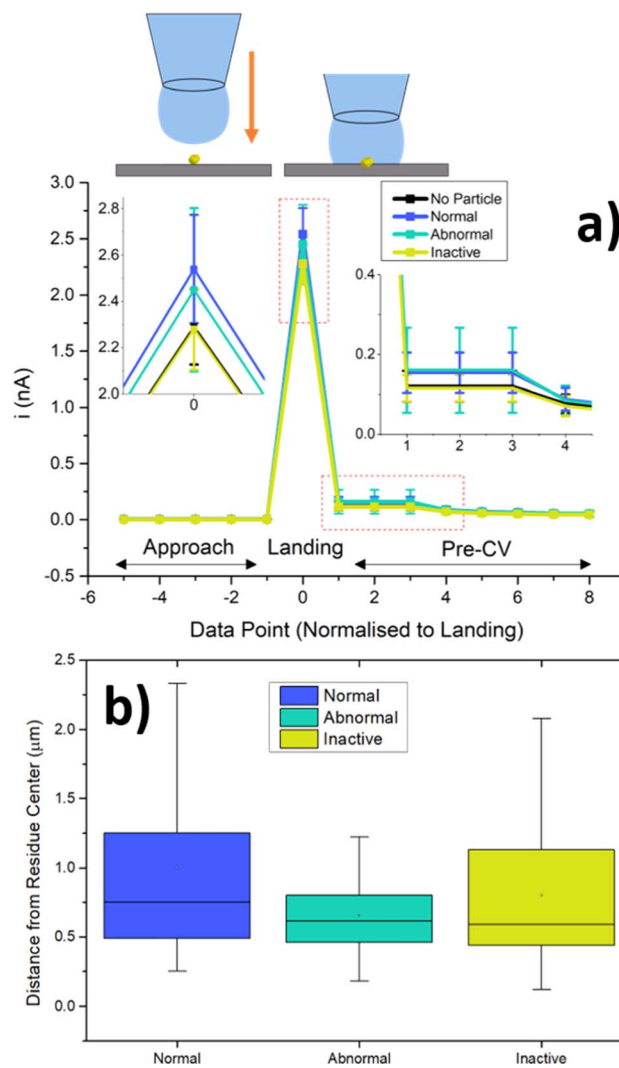 a)
No Particle
Normal
Abnormal
Inactive
3.0
2.5
2.0
1.5
1.0
0.5
0.0
-0.5
i (nA)
2.8
2.6
2.4
2.2
2.0
0
0.4
0.2
0.0
1 2 3 4
Approach Landing Pre-CV
-6 -4 -2 0 2 4 6 8
Data Point (Normalised to Landing)
b)
Normal
Abnormal
Inactive
2.5
2.0
1.5
1.0
0.5
0.0
Distance from Residue Center (μm)
Normal Abnormal Inactive